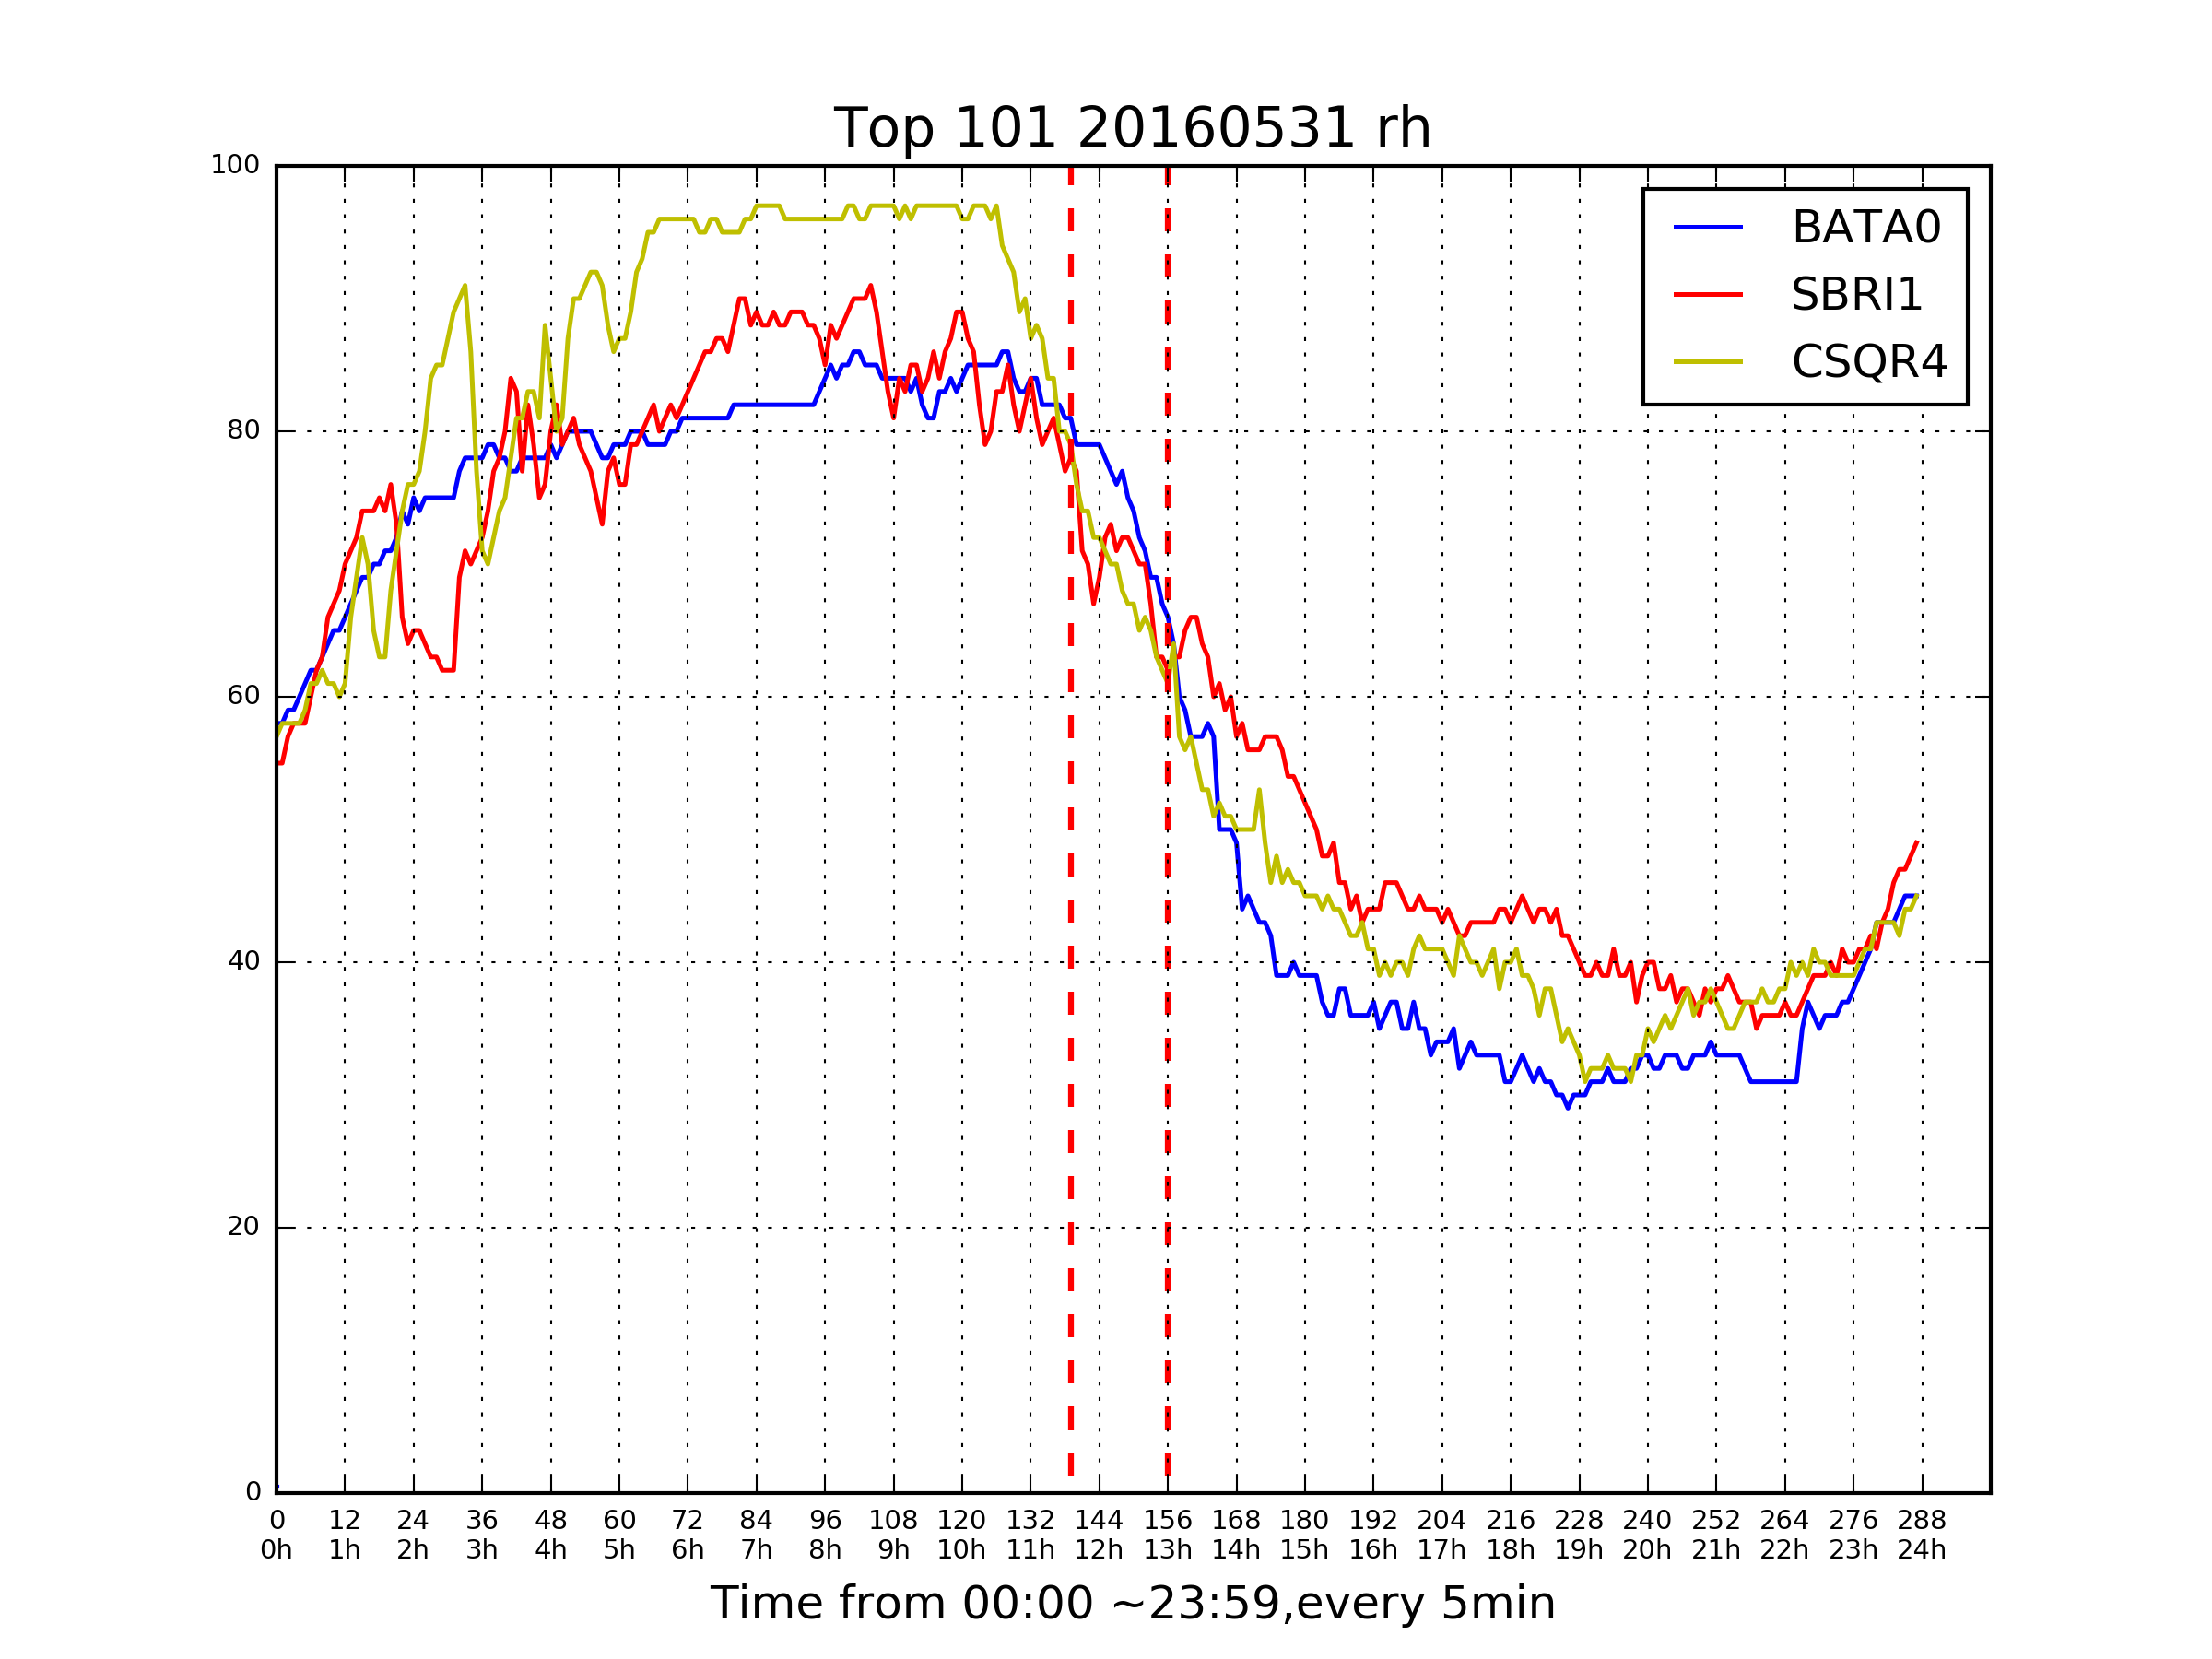 Top 101 20160531 rh
100
80
60
40
20
0
BATA0
SBRI1
CSQR4
0 12 24 36 48 60 72 84 96 108 120 132 144 156 168 180 192 204 216 228 240 252 264 276 288
0h 1h 2h 3h 4h 5h 6h 7h 8h 9h 10h 11h 12h 13h 14h 15h 16h 17h 18h 19h 20h 21h 22h 23h 24h
Time from 00:00 ~23:59,every 5min